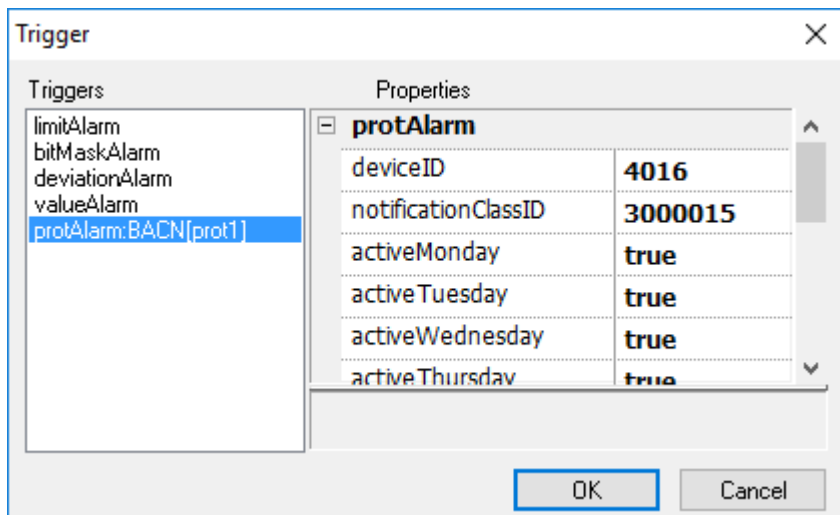 Trigger
Triggers
Properties
limitAlarm
bitMaskAlarm
deviationAlarm
valueAlarm
protAlarm:BACN[prot1]
protAlarm
deviceID 4016
notificationClassID 3000015
activeMonday true
activeTuesday true
activeWednesday true
activeThursday true
OK
Cancel